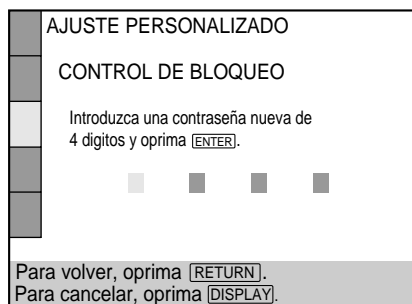 AJUSTE PERSONALIZADO
CONTROL DE BLOQUEO
Introduzca una contraseña nueva de
4 digitos y oprima ENTER.
Para volver, oprima RETURN.
Para cancelar, oprima DISPLAY.